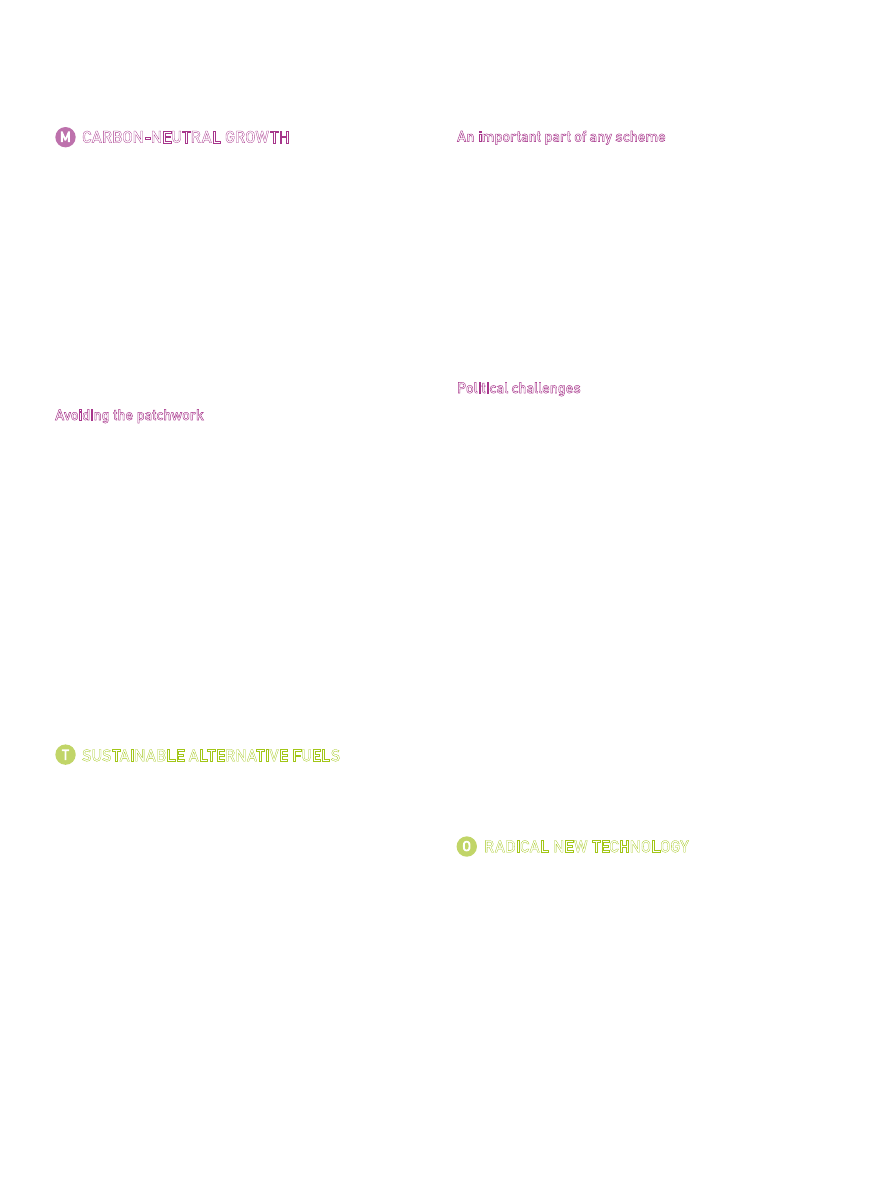 M CARBON-NEUTRAL GROWTH
Avoiding the patchwork
T SUSTAINABLE ALTERNATIVE FUELS
An important part of any scheme
Political challenges
O RADICAL NEW TECHNOLOGY